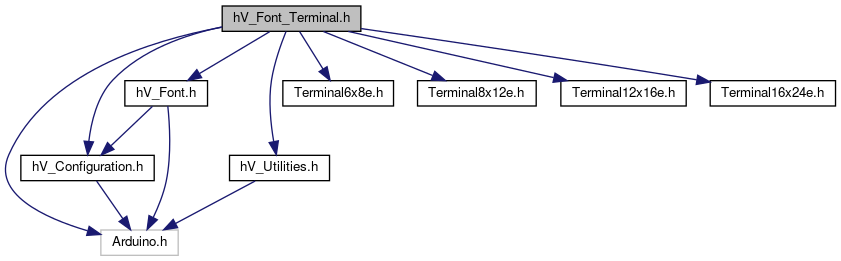 hV_Font_Terminal.h
hV_Font.h
Terminal6x8e.h
Terminal8x12e.h
Terminal12x16e.h
Terminal16x24e.h
hV_Configuration.h
hV_Utilities.h
Arduino.h